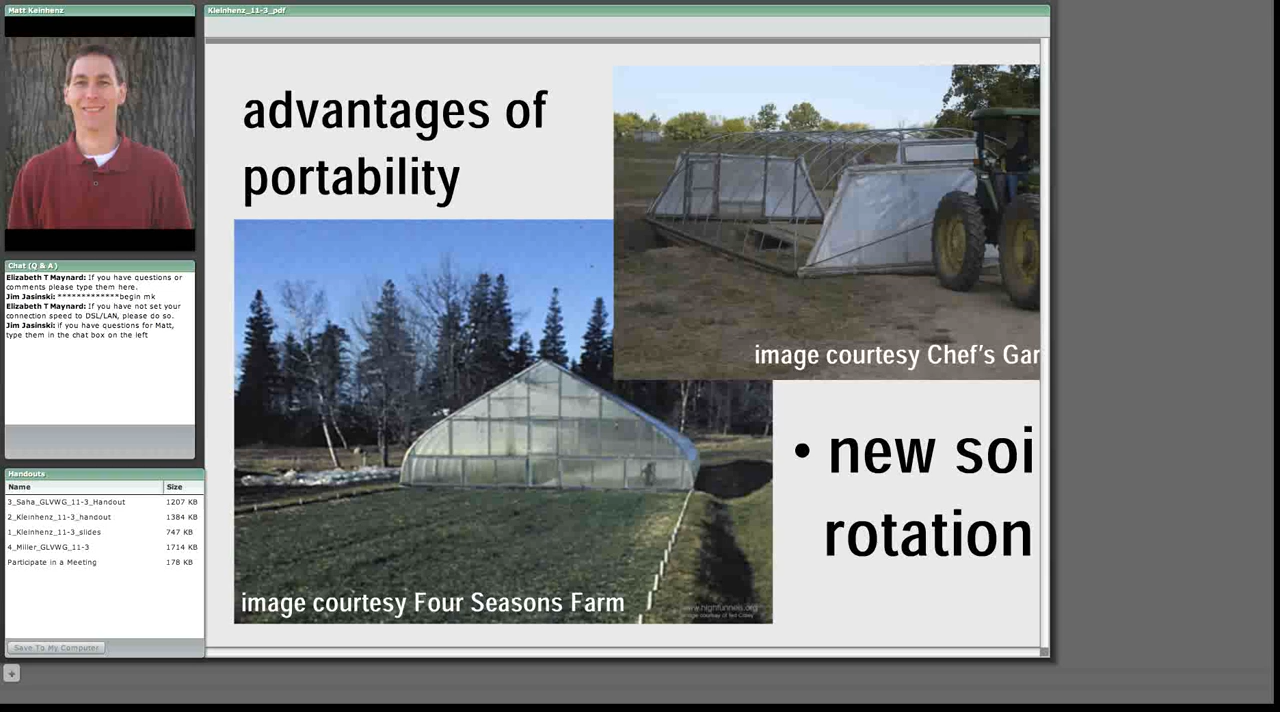 Matt Keinhenz
Kleinhenz_11-3_pdf
advantages of
portability
image courtesy Chef's Gar
image courtesy Four Seasons Farm
www.hightunnels.org
• new soi
rotation
Chat (Q & A)
Elizabeth T Maynard: If you have questions or
comments please type them here.
Jim Jasinski: *************begin mk
Elizabeth T Maynard: If you have not set your
connection speed to DSL/LAN, please do so.
Jim Jasinski: if you have questions for Matt,
type them in the chat box on the left
Handouts
Name Size
3_Saha_GLVWG_11-3_Handout 1207 KB
2_Kleinhenz_11-3_handout 1384 KB
1_Kleinhenz_11-3_slides 747 KB
4_Miller_GLVWG_11-3 1714 KB
Participate in a Meeting 178 KB
Save To My Computer